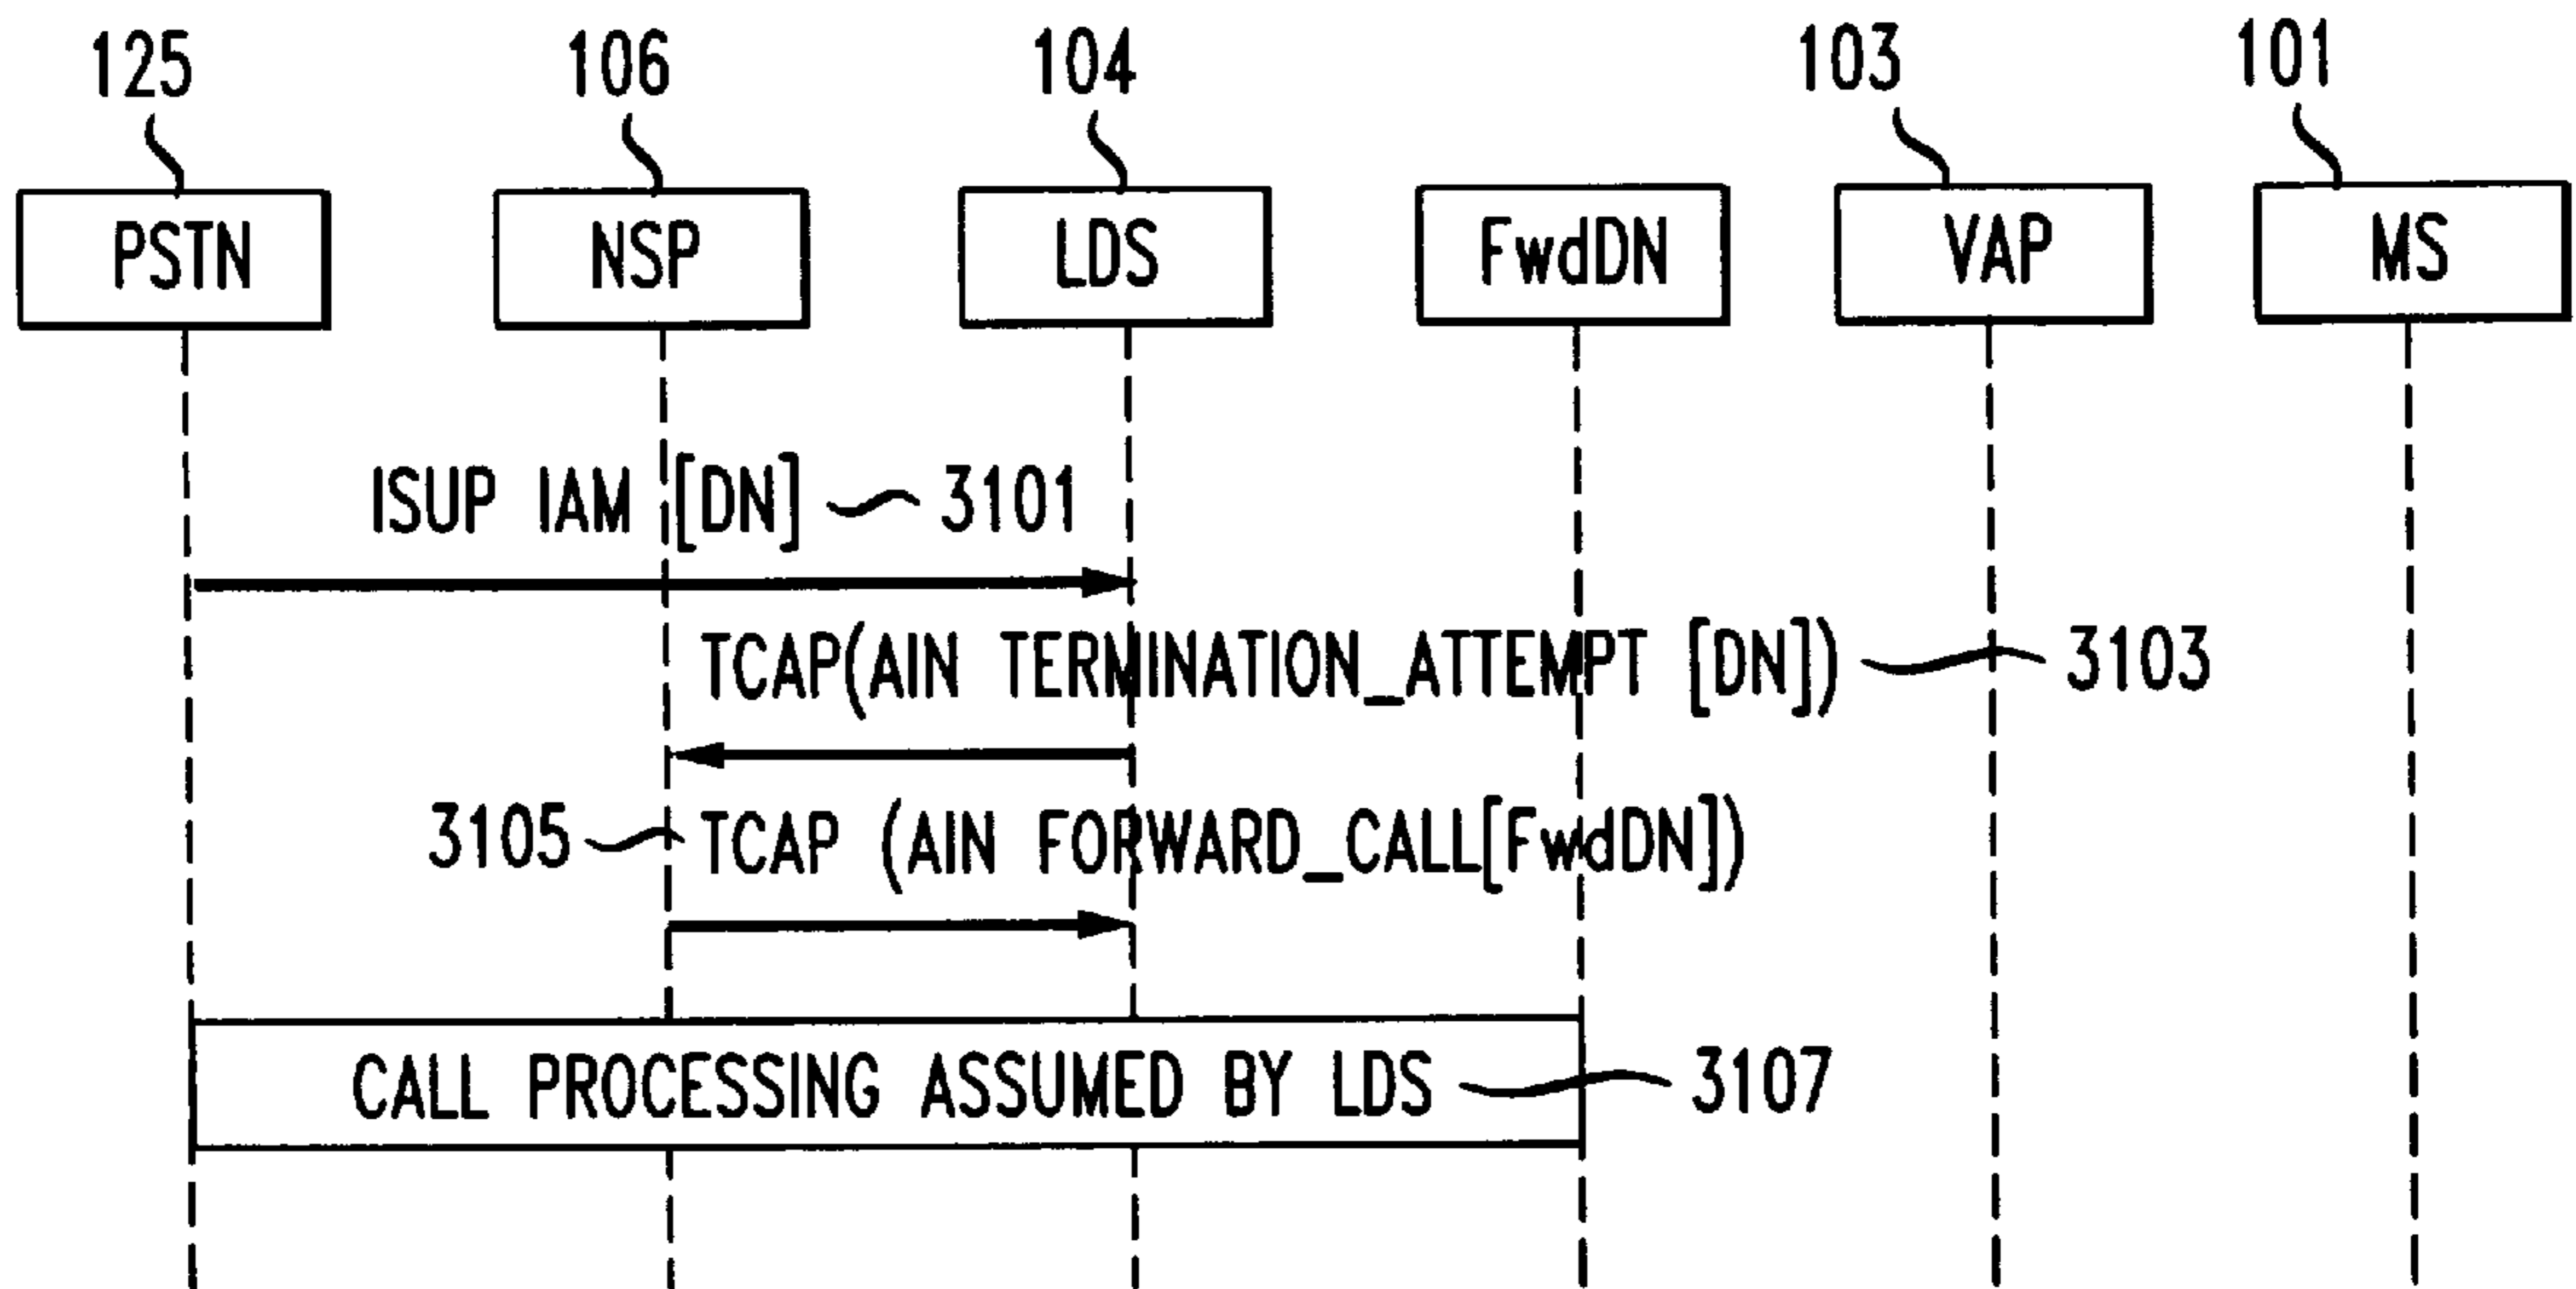 125 106 104 103 101
PSTN NSP LDS FwdDN VAP MS
ISUP IAM [DN] 3101
TCAP(AIN TERMINATION_ATTEMPT [DN]) 3103
3105 TCAP (AIN FORWARD_CALL[FwdDN])
CALL PROCESSING ASSUMED BY LDS 3107